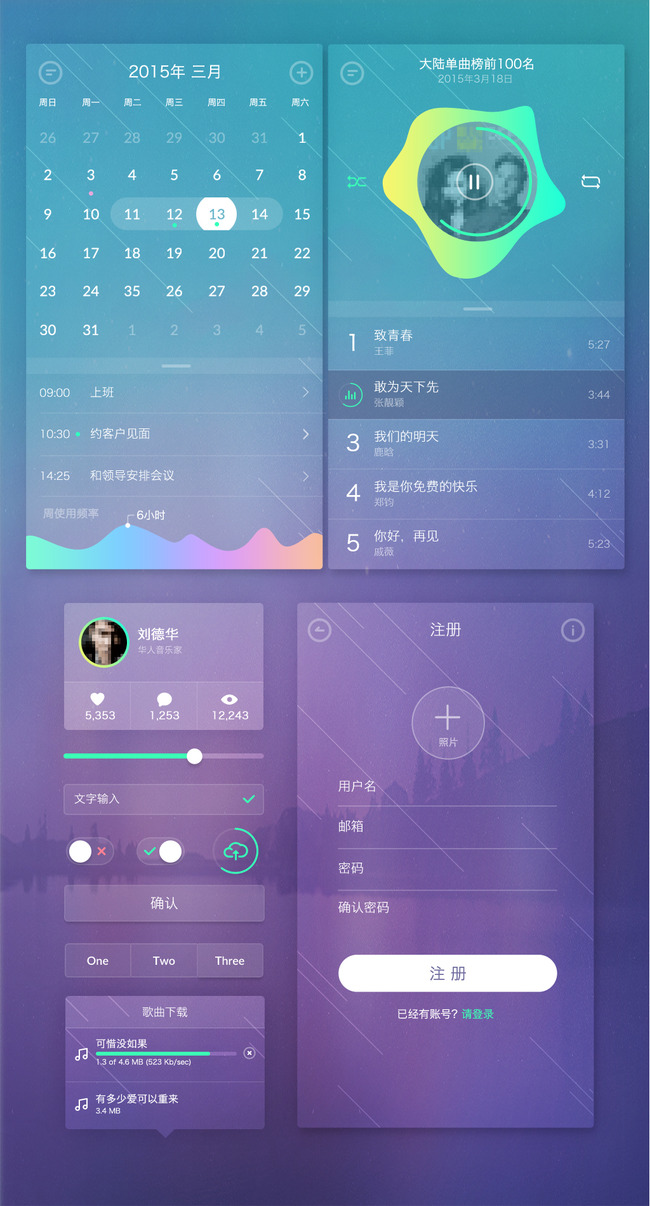 2015年 三月
周日 周一 周二 周三 周四 周五 周六
26 27 28 29 30 31 1
2 3 4 5 6 7 8
9 10 11 12 13 14 15
16 17 18 19 20 21 22
23 24 35 26 27 28 29
30 31 1 2 3 4 5
09:00 上班
10:30 约客户见面
14:25 和领导安排会议
周使用频率
6小时
大陆单曲榜前100名
2015年3月18日
1 致青春 5:27
王菲
敢为天下先 3:44
张靓颖
3 我们的明天 3:31
鹿晗
4 我是你免费的快乐 4:12
郑钧
5 你好，再见 5:23
戚薇
刘德华
华人音乐家
5,353 1,253 12,243
文字输入
确认
One Two Three
歌曲下载
可惜没如果
1.3 of 4.6 MB (523 Kb/sec)
有多少爱可以重来
3.4 MB
注册
照片
用户名
邮箱
密码
确认密码
注 册
已经有账号? 请登录